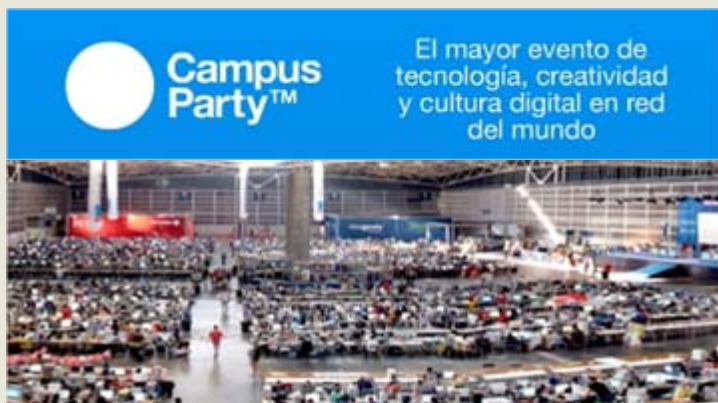 Campus
Party™
El mayor evento de
tecnología, creatividad
y cultura digital en red
del mundo